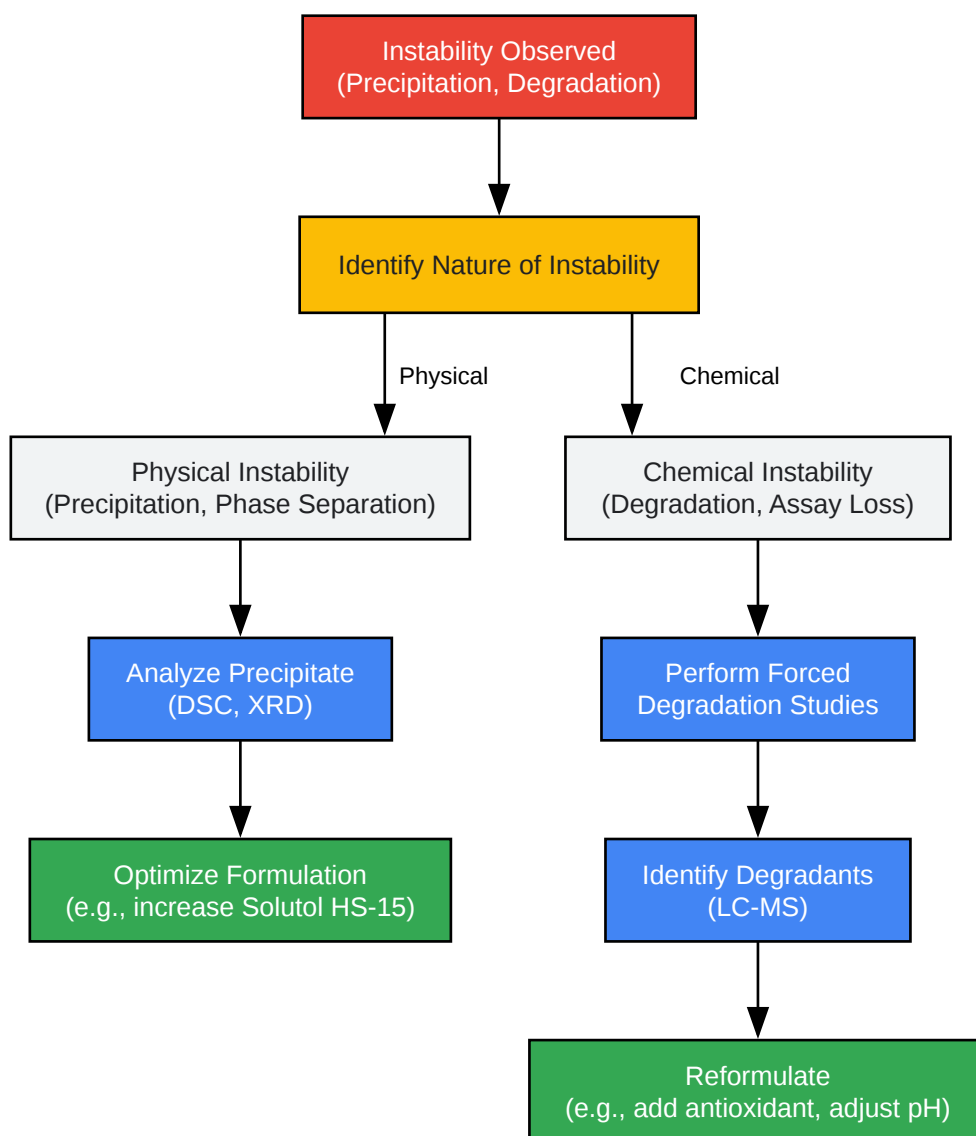 Instability Observed
(Precipitation, Degradation)
Identify Nature of Instability
Physical
Chemical
Physical Instability
(Precipitation, Phase Separation)
Chemical Instability
(Degradation, Assay Loss)
Analyze Precipitate
(DSC, XRD)
Perform Forced
Degradation Studies
Optimize Formulation
(e.g., increase Solutol HS-15)
Identify Degradants
(LC-MS)
Reformulate
(e.g., add antioxidant, adjust pH)